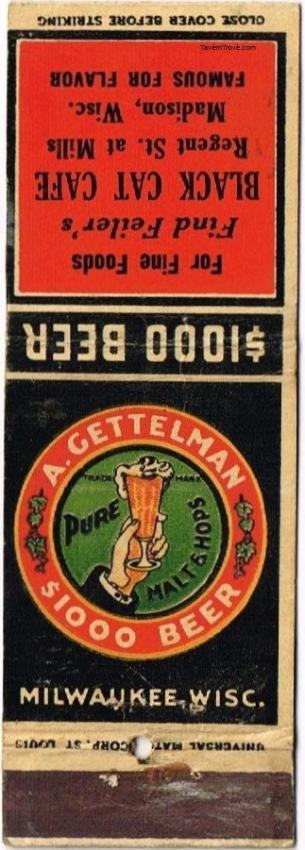 CLOSE COVER BEFORE STRIKING
TavernTrove.com
For Fine Foods
Find Feiler's
BLACK CAT CAFE
Regent St. at Mills
Madison, Wisc.
FAMOUS FOR FLAVOR
$1000 BEER
A. GETTELMAN
TRADE MARK
PURE
MALT & HOPS
$1000 BEER
MILWAUKEE, WISC.
UNIVERSAL MAT CORP. ST LOUIS